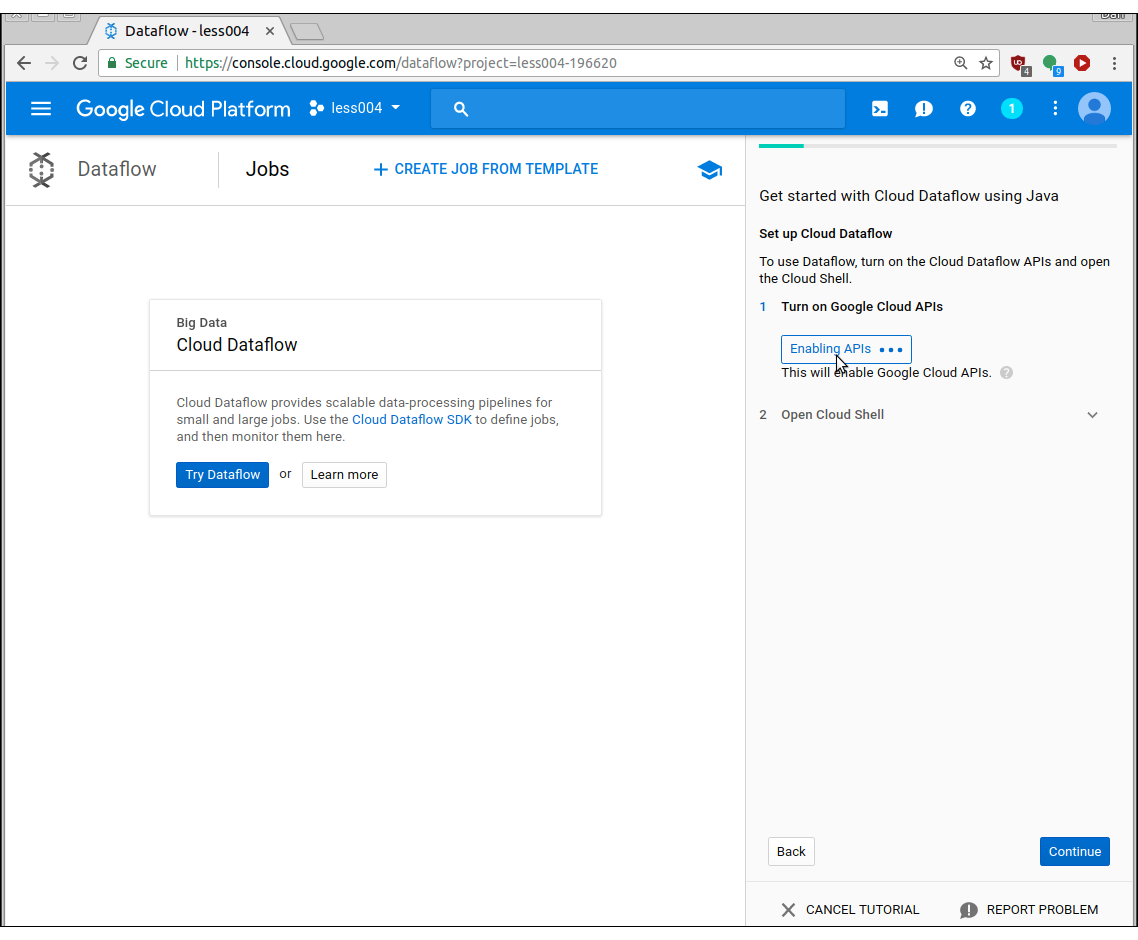 Dan
Dataflow - less004
Secure
https://console.cloud.google.com/dataflow?project=less004-196620
4
9
Google Cloud Platform
less004
1
Dataflow
Jobs
CREATE JOB FROM TEMPLATE
Big Data
Cloud Dataflow
Cloud Dataflow provides scalable data-processing pipelines for
small and large jobs. Use the Cloud Dataflow SDK to define jobs,
and then monitor them here.
Try Dataflow or Learn more
Get started with Cloud Dataflow using Java
Set up Cloud Dataflow
To use Dataflow, turn on the Cloud Dataflow APIs and open
the Cloud Shell.
1 Turn on Google Cloud APIs
Enabling APIs
This will enable Google Cloud APIs.
2 Open Cloud Shell
Back
Continue
CANCEL TUTORIAL
REPORT PROBLEM